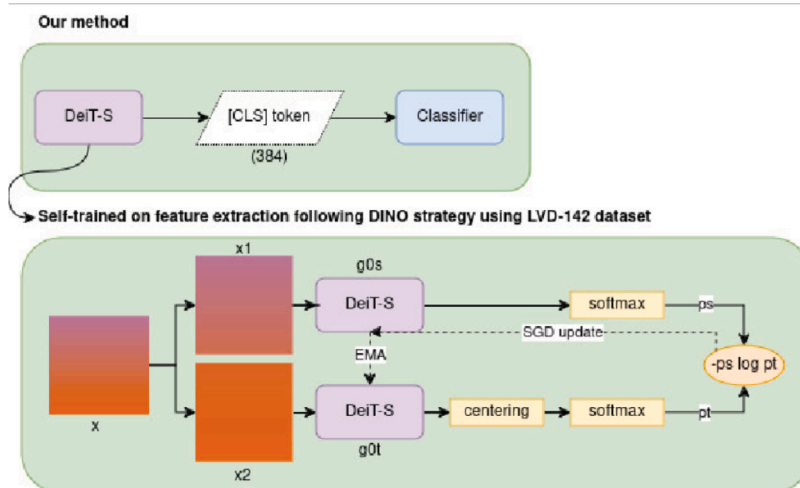 Our method
DeiT-S
[CLS] token
Classifier
(384)
Self-trained on feature extraction following DINO strategy using LVD-142 dataset
x1
g0s
DeiT-S
softmax
ps
SGD update
EMA
-ps log pt
DeiT-S
centering
softmax
pt
x
g0t
x2